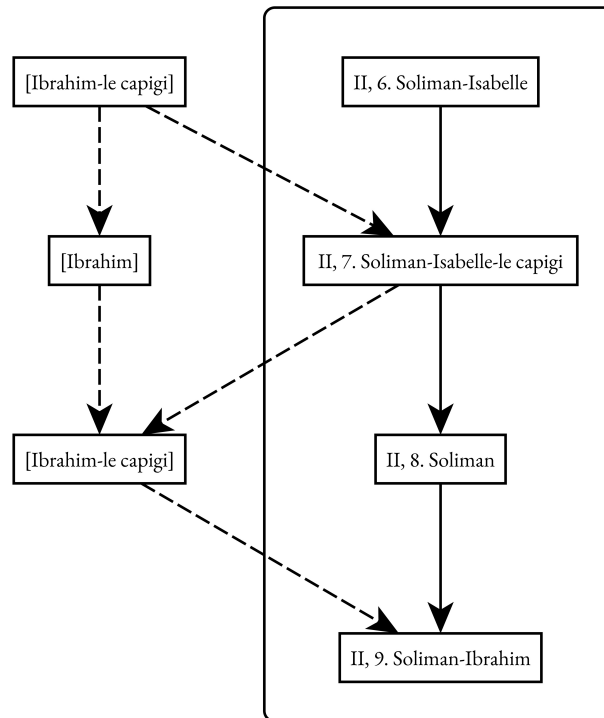 [Ibrahim-le capigi]
II, 6. Soliman-Isabelle
[Ibrahim]
II, 7. Soliman-Isabelle-le capigi
[Ibrahim-le capigi]
II, 8. Soliman
II, 9. Soliman-Ibrahim